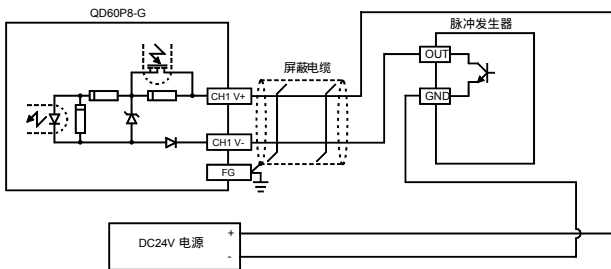 QD60P8-G
脉冲发生器
屏蔽电缆
OUT
CH1 V+
GND
CH1 V-
FG
DC24V 电源
+
-